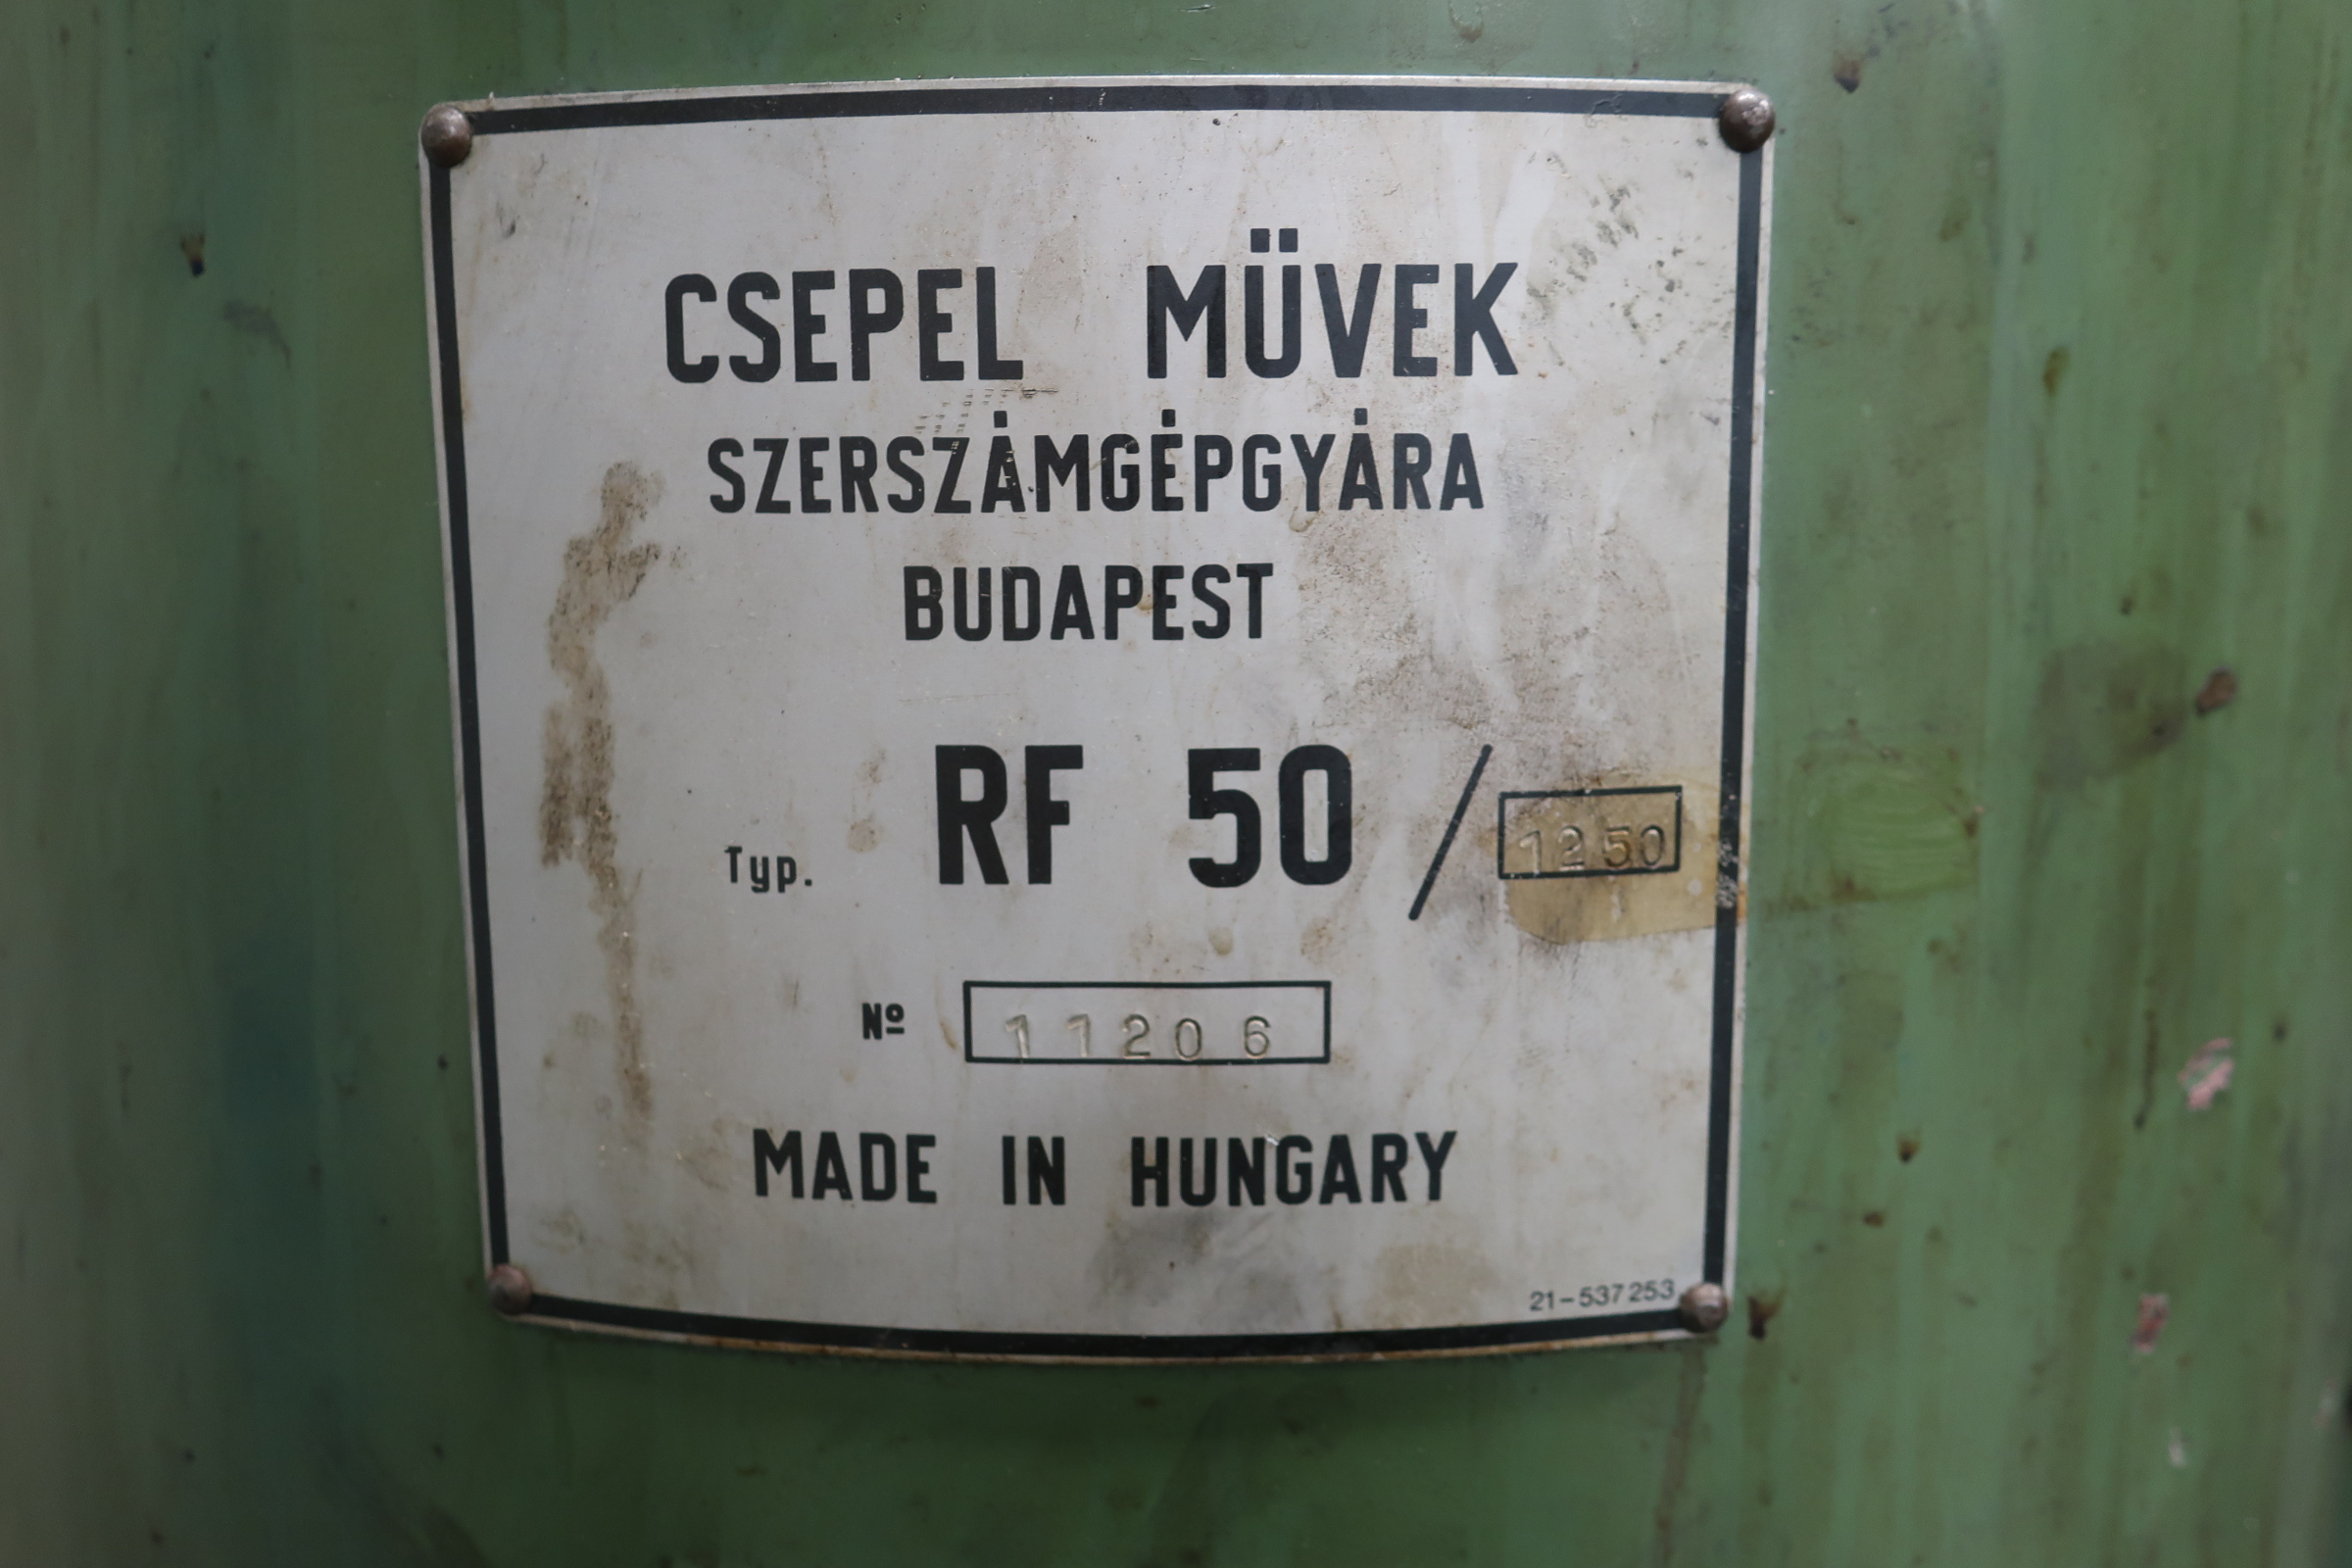 CSEPEL MÜVEK
SZERSZÁMGÉPGYÁRA
BUDAPEST
Typ. RF 50 / 1250
Nº 11206
MADE IN HUNGARY
21-537253